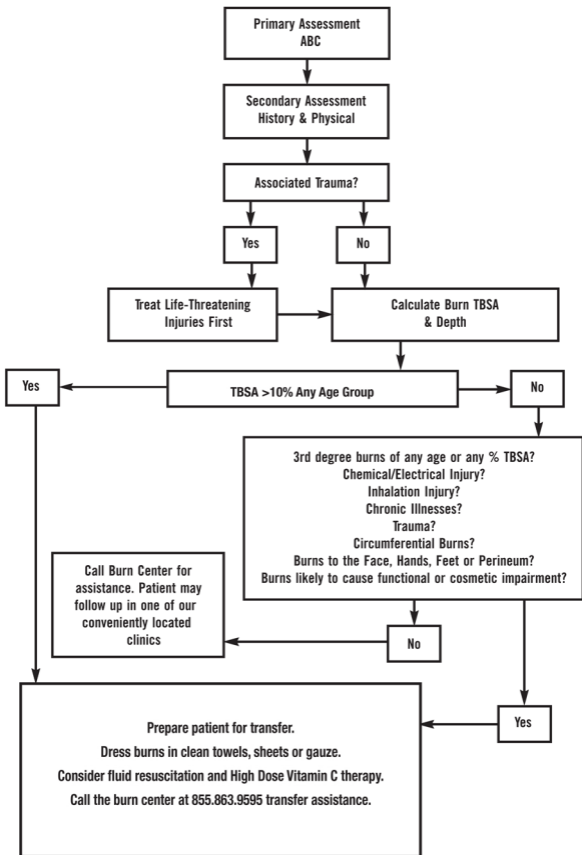 Primary Assessment
ABC
Secondary Assessment
History & Physical
Associated Trauma?
Yes
No
Treat Life-Threatening
Injuries First
Calculate Burn TBSA
& Depth
Yes
TBSA >10% Any Age Group
No
3rd degree burns of any age or any % TBSA?
Chemical/Electrical Injury?
Inhalation Injury?
Chronic Illnesses?
Trauma?
Circumferential Burns?
Burns to the Face, Hands, Feet or Perineum?
Burns likely to cause functional or cosmetic impairment?
Call Burn Center for
assistance. Patient may
follow up in one of our
conveniently located
clinics
No
Yes
Prepare patient for transfer.
Dress burns in clean towels, sheets or gauze.
Consider fluid resuscitation and High Dose Vitamin C therapy.
Call the burn center at 855.863.9595 transfer assistance.